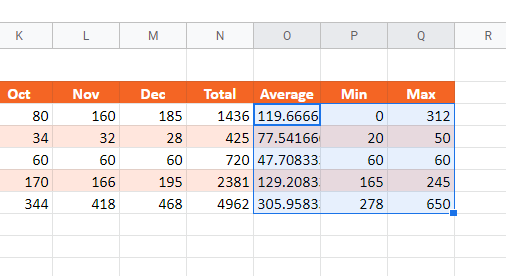 K L M N O P Q R
Oct Nov Dec Total Average Min Max
80 160 185 1436 119.6666 0 312
34 32 28 425 77.54166 20 50
60 60 60 720 47.70833 60 60
170 166 195 2381 129.20833 165 245
344 418 468 4962 305.95833 278 650